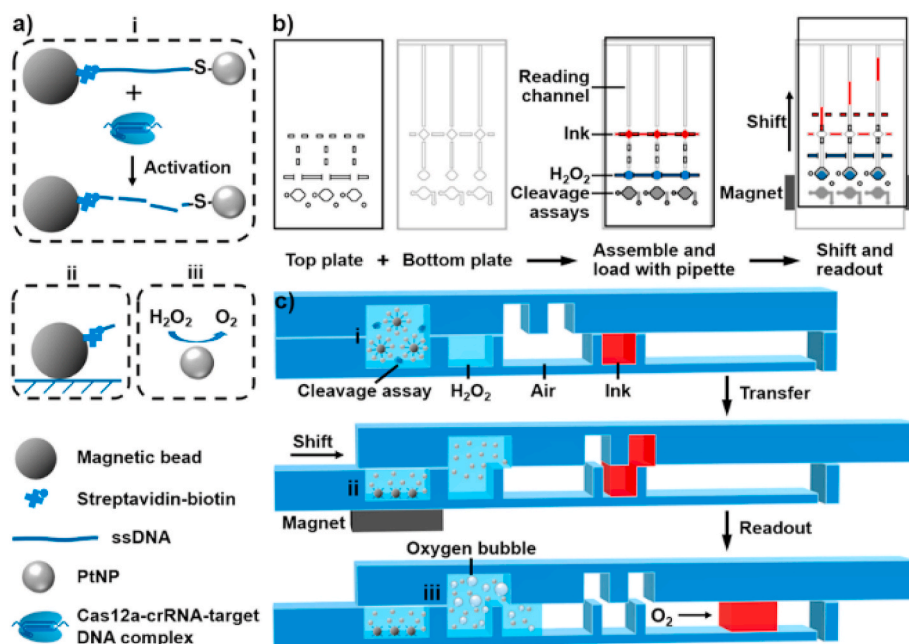 a)
i
S
+
Activation
S
ii
iii
H₂O₂ O₂
Magnetic bead
Streptavidin-biotin
ssDNA
PtNP
Cas12a-crRNA-target
DNA complex
b)
Reading
channel
Ink
H₂O₂
Cleavage
assays
Shift
Magnet
Top plate + Bottom plate
Assemble and
load with pipette
Shift and
readout
c)
i
Cleavage assay
H₂O₂
Air
Ink
Transfer
Shift
ii
Magnet
Readout
Oxygen bubble
iii
O₂